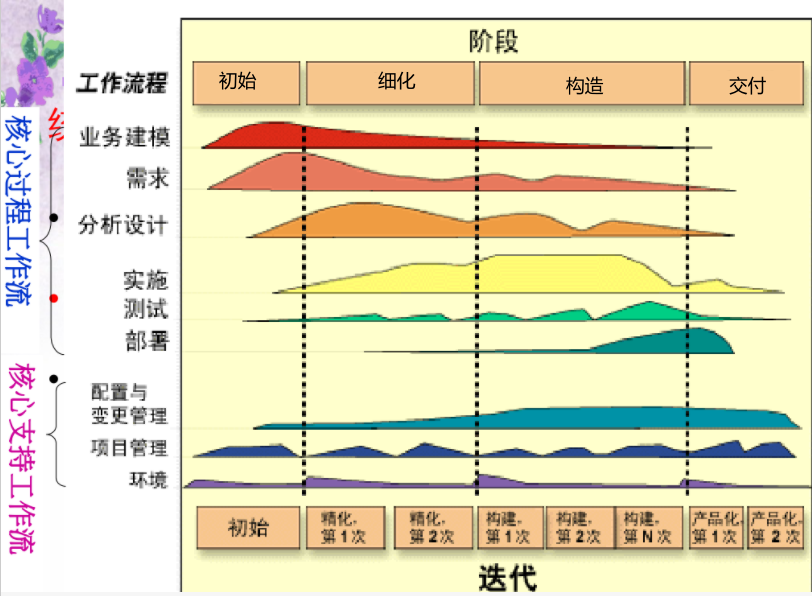 阶段
工作流程
初始
细化
构造
交付
业务建模
需求
分析设计
实施
测试
部署
配置与
变更管理
项目管理
环境
核心过程工作流
核心支持工作流
初始
精化,
第 1 次
精化,
第 2 次
构建,
第 1 次
构建,
第 2 次
构建,
第 N 次
产品化,
第 1 次
产品化,
第 2 次
迭代